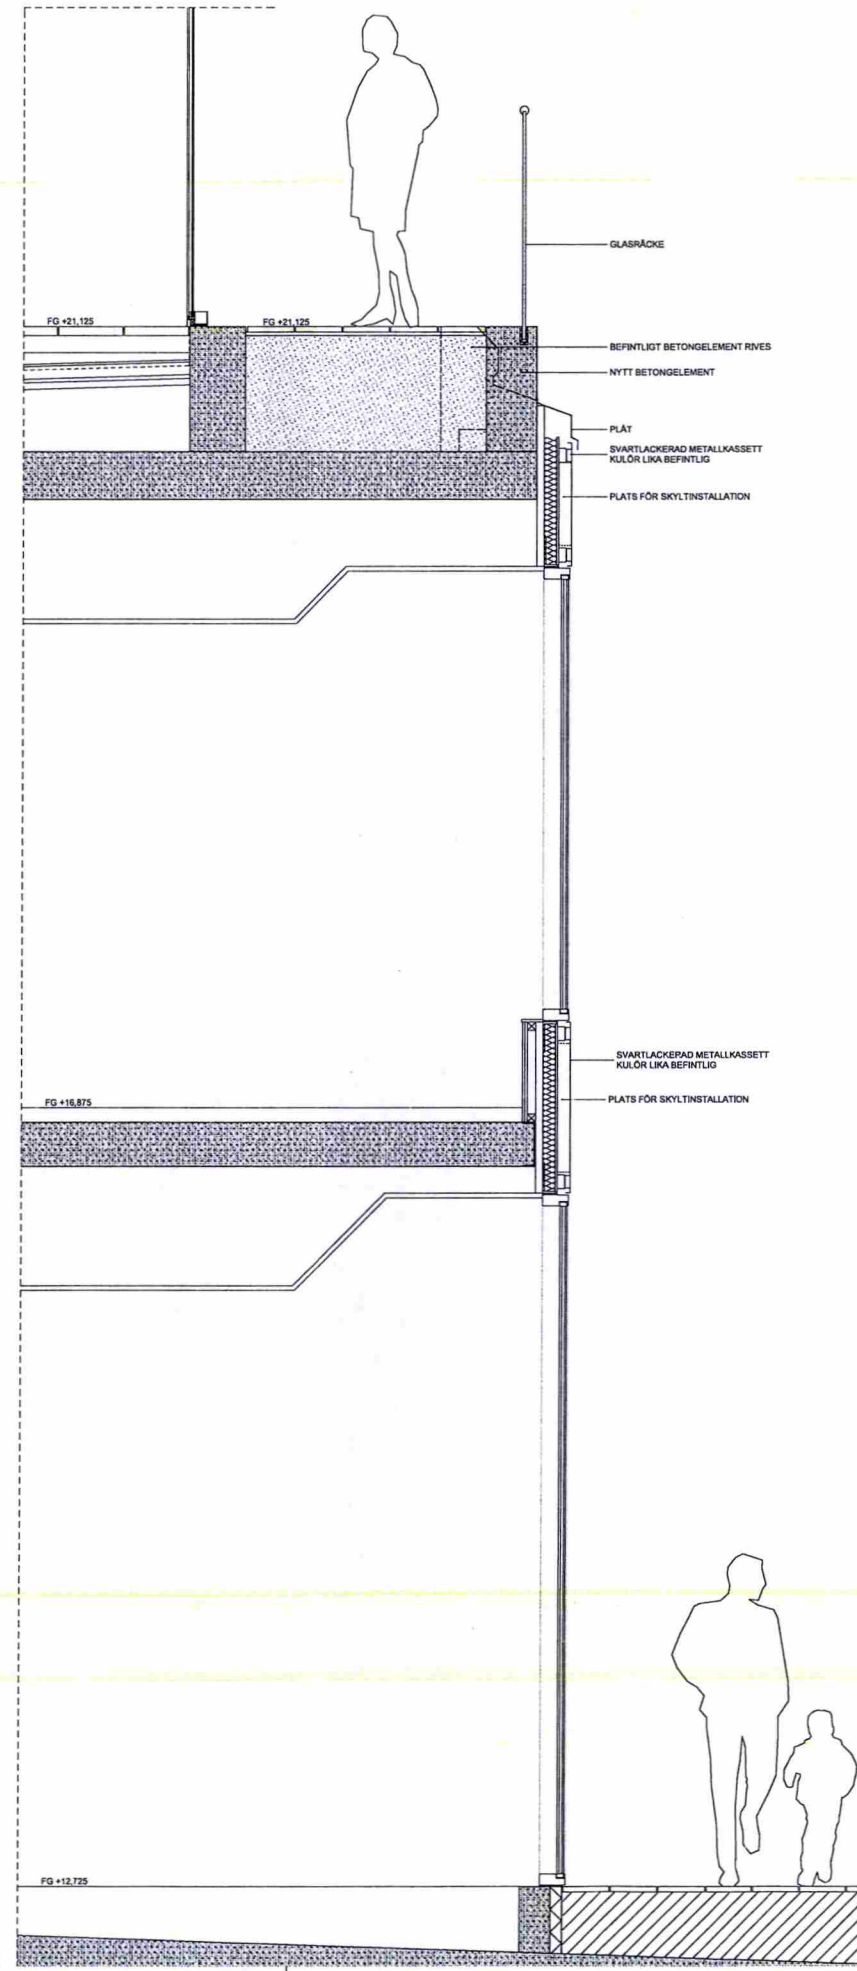 GLASRÄCKE
FG +21,125
FG +21,125
BEFINTLIGT BETONGELEMENT RIVES
NYTT BETONGELEMENT
PLÅT
SVARTLACKERAD METALLKASSETT
KULÖR LIKA BEFINTLIG
PLATS FÖR SKYLTINSTALLATION
SVARTLACKERAD METALLKASSETT
KULÖR LIKA BEFINTLIG
PLATS FÖR SKYLTINSTALLATION
FG +16,875
FG +12,725